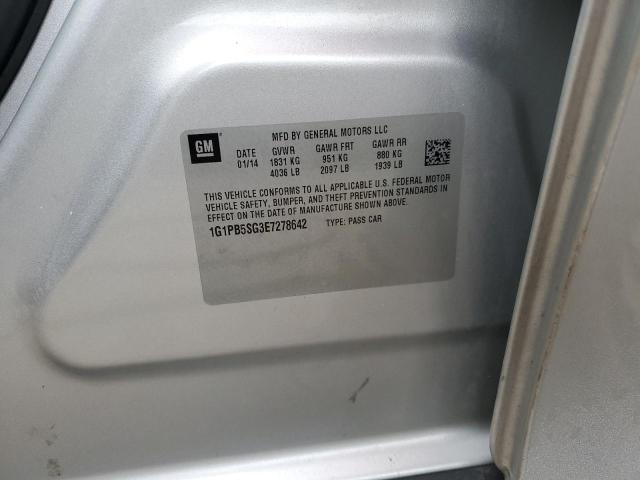 GM
MFD BY GENERAL MOTORS LLC
DATE GVWR GAWR FRT GAWR RR
01/14 1831 KG 951 KG 880 KG
4036 LB 2097 LB 1939 LB
THIS VEHICLE CONFORMS TO ALL APPLICABLE U.S. FEDERAL MOTOR
VEHICLE SAFETY, BUMPER, AND THEFT PREVENTION STANDARDS IN
EFFECT ON THE DATE OF MANUFACTURE SHOWN ABOVE.
1G1PB5SG3E7278642 TYPE: PASS CAR